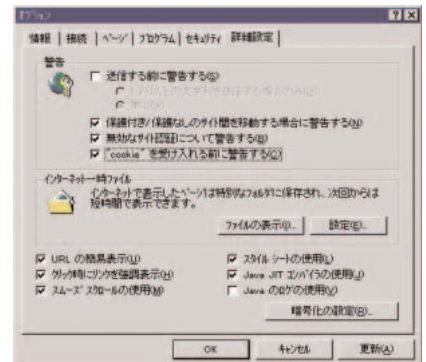 オプション
情報 接続 ページ プログラム セキュリティ 詳細設定
警告
送信する前に警告する(S)
保護付き/保護なしのサイト間を移動する場合に警告する(N)
無効なサイト認証について警告する(B)
"cookie" を受け入れる前に警告する(C)
インターネット一時ファイル
インターネットで表示したページは特別なフォルダに保存され、次回からは
短時間で表示できます。
ファイルの表示(I)... 設定(E)...
URL の簡易表示(U) スタイル シートの使用(L)
クリック時にリンクを強調表示(H) Java JIT コンパイラの使用(J)
スムーズ スクロールの使用(M) Java のログの使用(V)
暗号化の設定(R)...
OK キャンセル 更新(A)